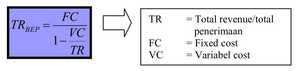 TR_BEP = FC / (1 - VC/TR)
TR = Total revenue/total
penerimaan
FC = Fixed cost
VC = Variabel cost